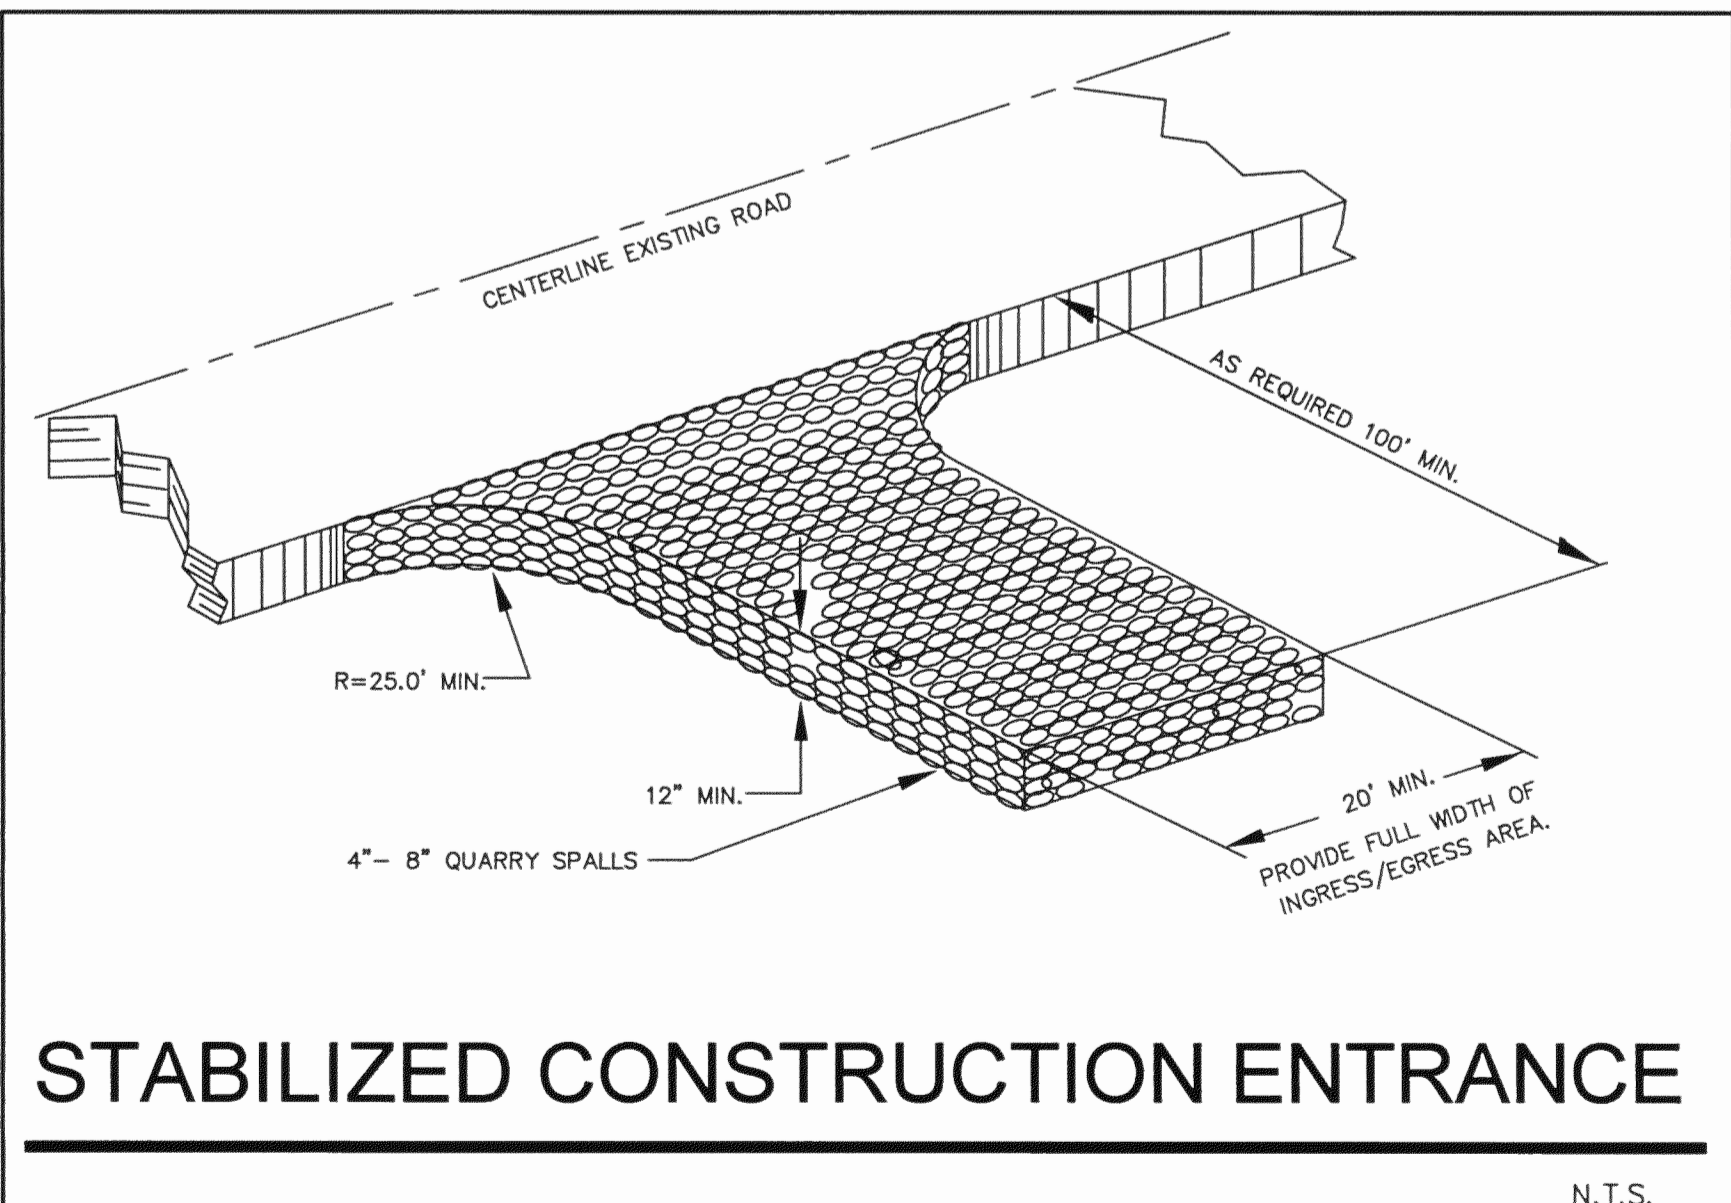 CENTERLINE EXISTING ROAD
AS REQUIRED 100' MIN.
R=25.0' MIN.
12" MIN.
4"- 8" QUARRY SPALLS
20' MIN.
PROVIDE FULL WIDTH OF
INGRESS/EGRESS AREA.
STABILIZED CONSTRUCTION ENTRANCE
N.T.S.